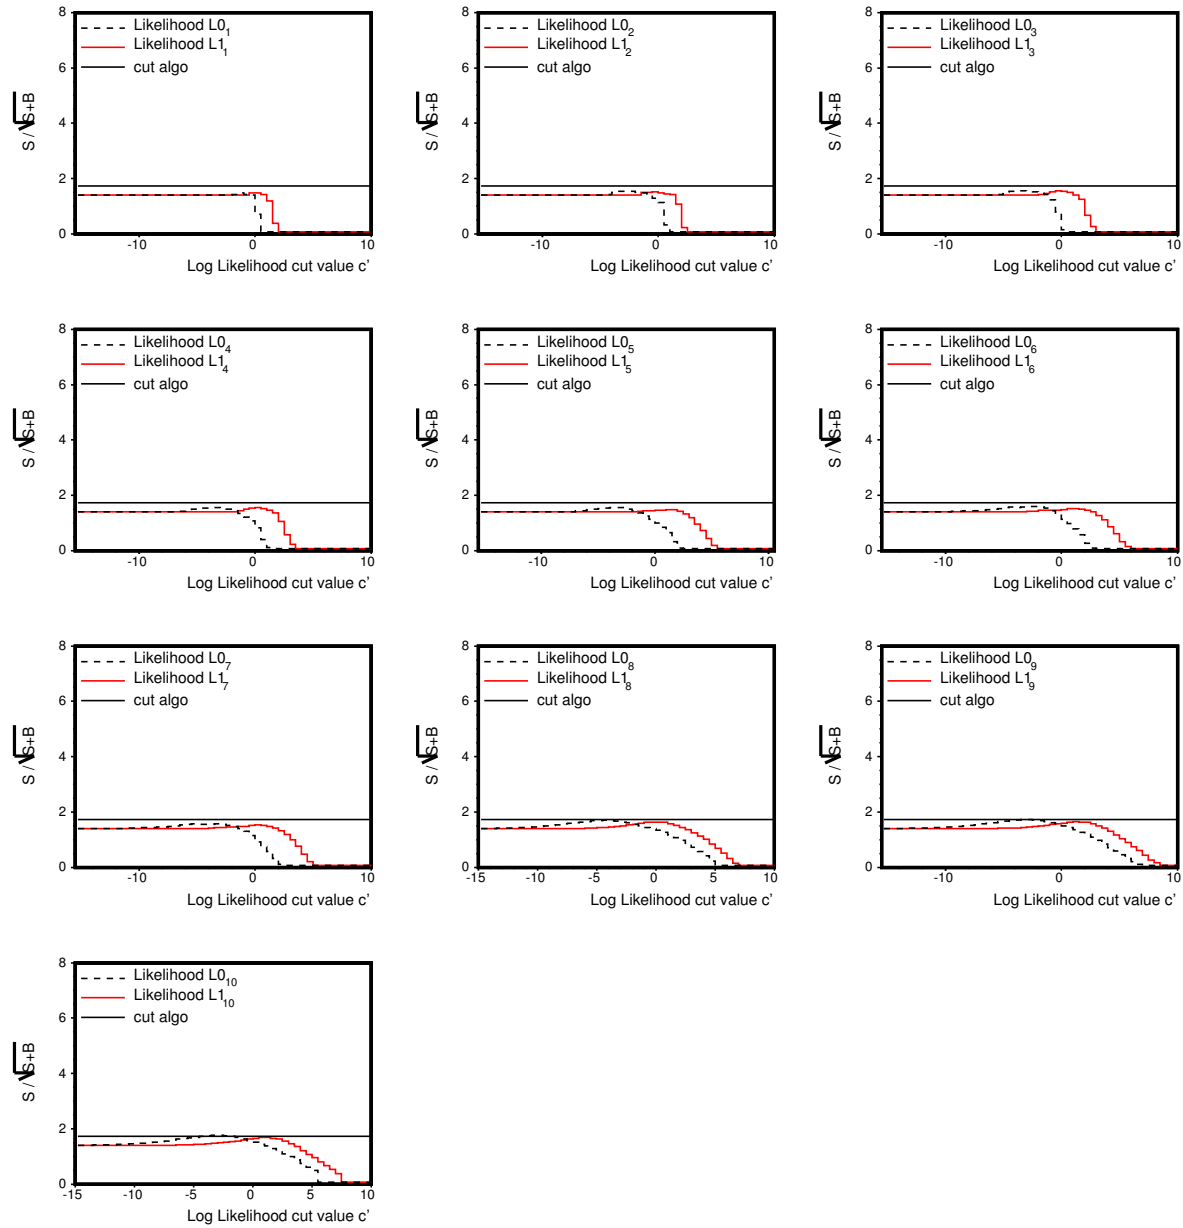 8
Likelihood L0₁
Likelihood L1₁
cut algo
6
4
2
0
S / √S+B
-10
0
10
Log Likelihood cut value c'
8
Likelihood L0₂
Likelihood L1₂
cut algo
6
4
2
0
S / √S+B
-10
0
10
Log Likelihood cut value c'
8
Likelihood L0₃
Likelihood L1₃
cut algo
6
4
2
0
S / √S+B
-10
0
10
Log Likelihood cut value c'
8
Likelihood L0₄
Likelihood L1₄
cut algo
6
4
2
0
S / √S+B
-10
0
10
Log Likelihood cut value c'
8
Likelihood L0₅
Likelihood L1₅
cut algo
6
4
2
0
S / √S+B
-10
0
10
Log Likelihood cut value c'
8
Likelihood L0₆
Likelihood L1₆
cut algo
6
4
2
0
S / √S+B
-10
0
10
Log Likelihood cut value c'
8
Likelihood L0₇
Likelihood L1₇
cut algo
6
4
2
0
S / √S+B
-10
0
10
Log Likelihood cut value c'
8
Likelihood L0₈
Likelihood L1₈
cut algo
6
4
2
0
S / √S+B
-15
-10
-5
0
5
10
Log Likelihood cut value c'
8
Likelihood L0₉
Likelihood L1₉
cut algo
6
4
2
0
S / √S+B
-10
0
10
Log Likelihood cut value c'
8
Likelihood L0₁₀
Likelihood L1₁₀
cut algo
6
4
2
0
S / √S+B
-15
-10
-5
0
5
10
Log Likelihood cut value c'